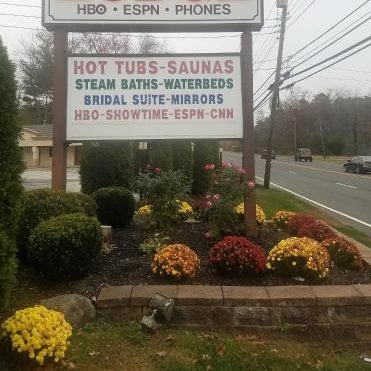 HBO • ESPN • PHONES
HOT TUBS-SAUNAS
STEAM BATHS-WATERBEDS
BRIDAL SUITE-MIRRORS
HBO-SHOWTIME-ESPN-CNN